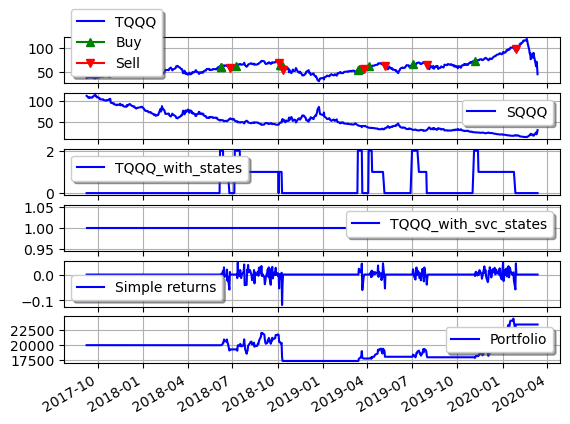 TQQQ
Buy
Sell
100
50
100
50
SQQQ
2
0
TQQQ_with_states
1.05
1.00
0.95
TQQQ_with_svc_states
0.0
−0.1
Simple returns
22500
20000
17500
Portfolio
2017-10 2018-01 2018-04 2018-07 2018-10 2019-01 2019-04 2019-07 2019-10 2020-01 2020-04